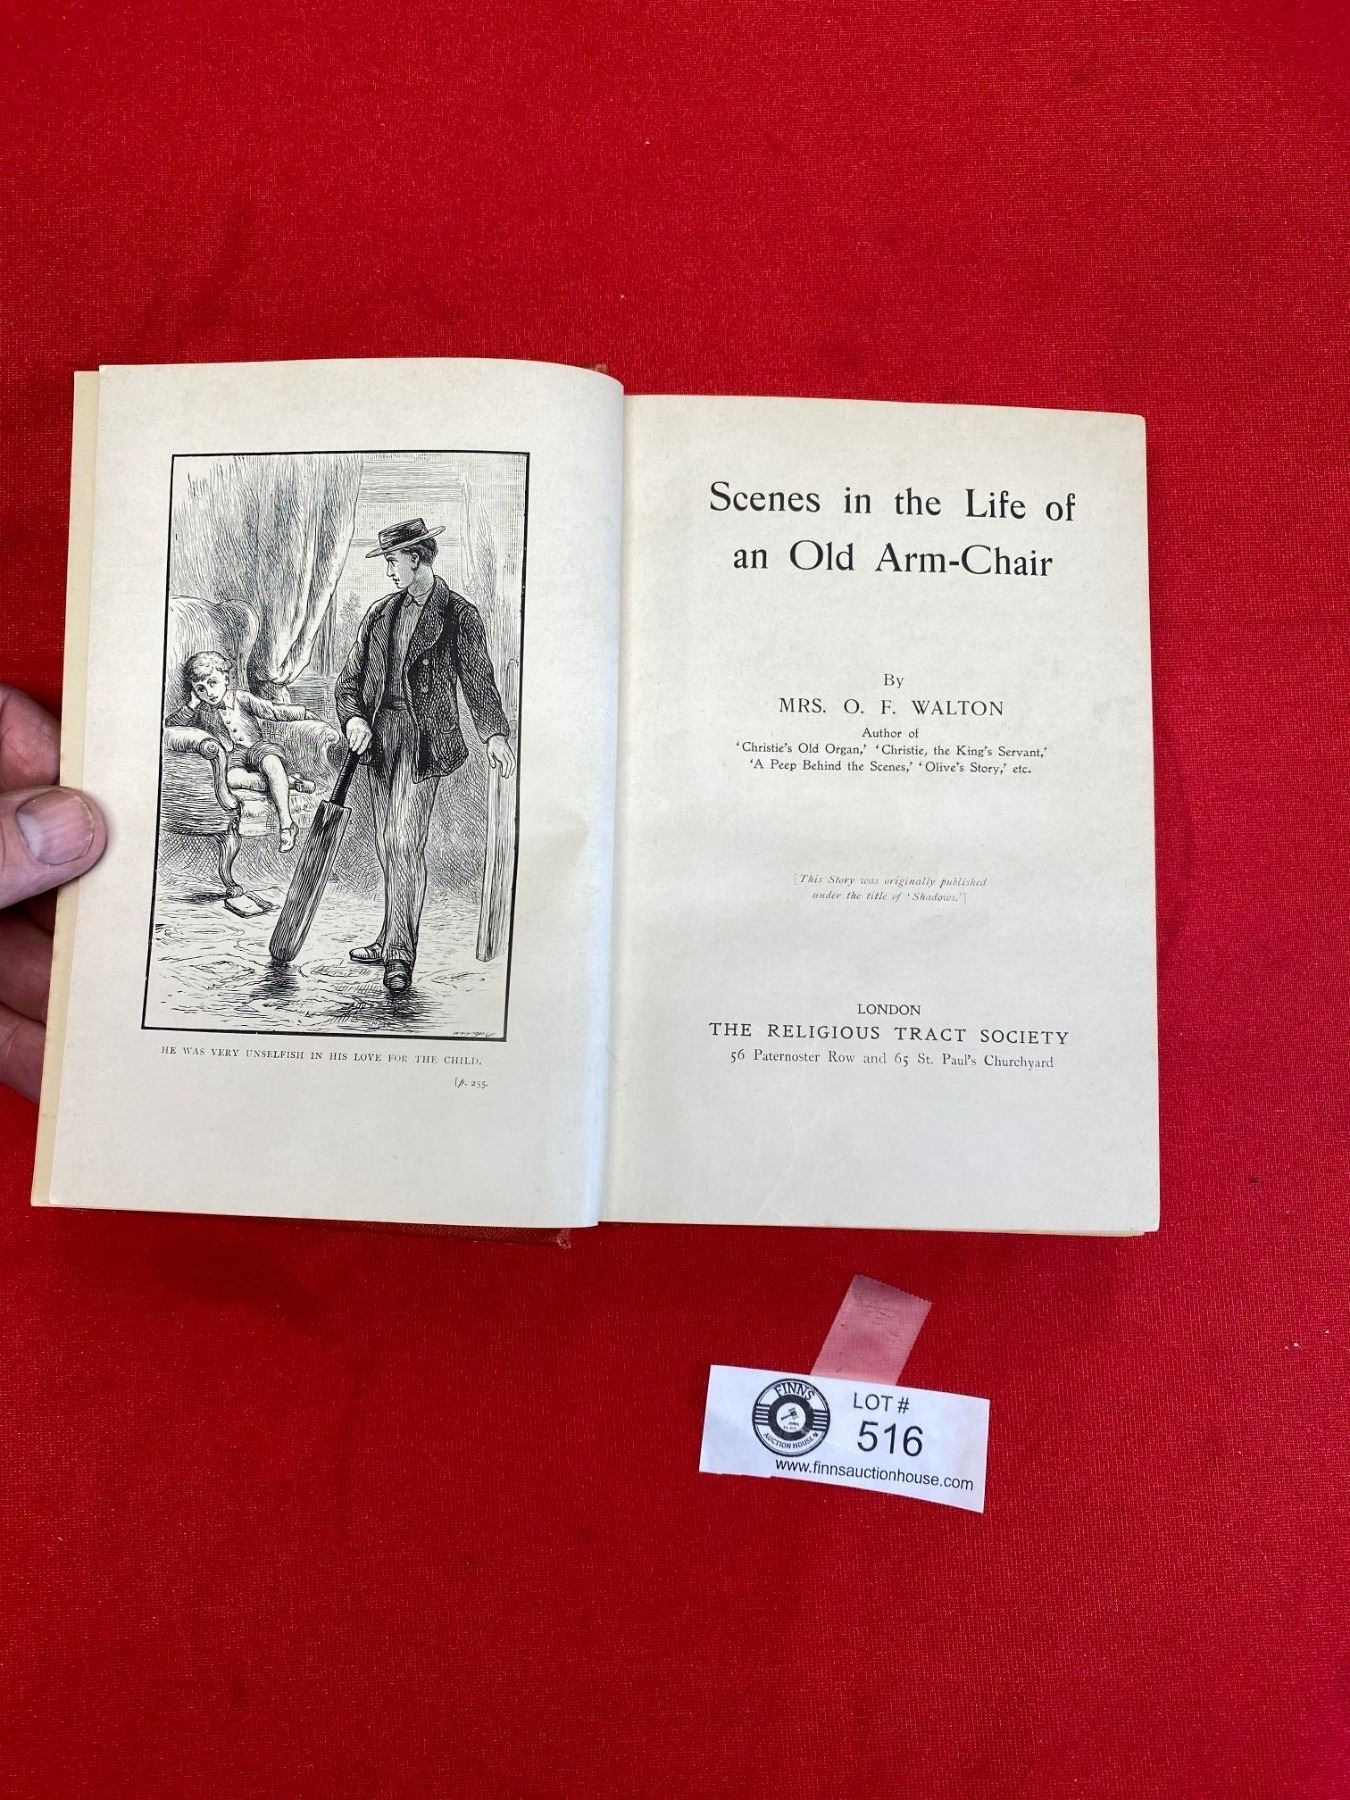 HE WAS VERY UNSELFISH IN HIS LOVE FOR THE CHILD.
[p. 255.
Scenes in the Life of
an Old Arm-Chair
By
MRS. O. F. WALTON
Author of
'Christie's Old Organ,' 'Christie, the King's Servant,'
'A Peep Behind the Scenes,' 'Olive's Story,' etc.
[This Story was originally published
under the title of 'Shadows.']
LONDON
THE RELIGIOUS TRACT SOCIETY
56 Paternoster Row and 65 St. Paul's Churchyard
FINNS
AUCTION HOUSE
LOT #
516
www.finnsauctionhouse.com